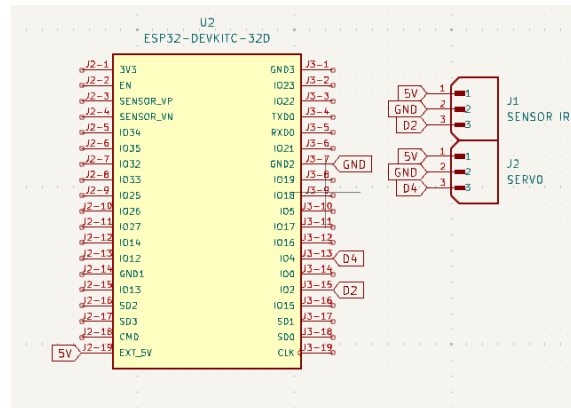 U2
ESP32-DEVKITC-32D
J2-1 3V3 GND3 J3-1
J2-2 EN IO23 J3-2
J2-3 SENSOR_VP IO22 J3-3
J2-4 SENSOR_VN TXD0 J3-4
J2-5 IO34 RXD0 J3-5
J2-6 IO35 IO21 J3-6
J2-7 IO32 GND2 J3-7 GND
J2-8 IO33 IO19 J3-8
J2-9 IO25 IO18 J3-9
J2-10 IO26 IO5 J3-10
J2-11 IO27 IO17 J3-11
J2-12 IO14 IO16 J3-12
J2-13 IO12 IO4 J3-13 D4
J2-14 GND1 IO0 J3-14
J2-15 IO13 IO2 J3-15 D2
J2-16 SD2 IO15 J3-16
J2-17 SD3 SD1 J3-17
J2-18 CMD SD0 J3-18
5V J2-19 EXT_5V CLK J3-19
5V 1 1
GND 2 2
D2 3 3
J1
SENSOR IR
5V 1 1
GND 2 2
D4 3 3
J2
SERVO